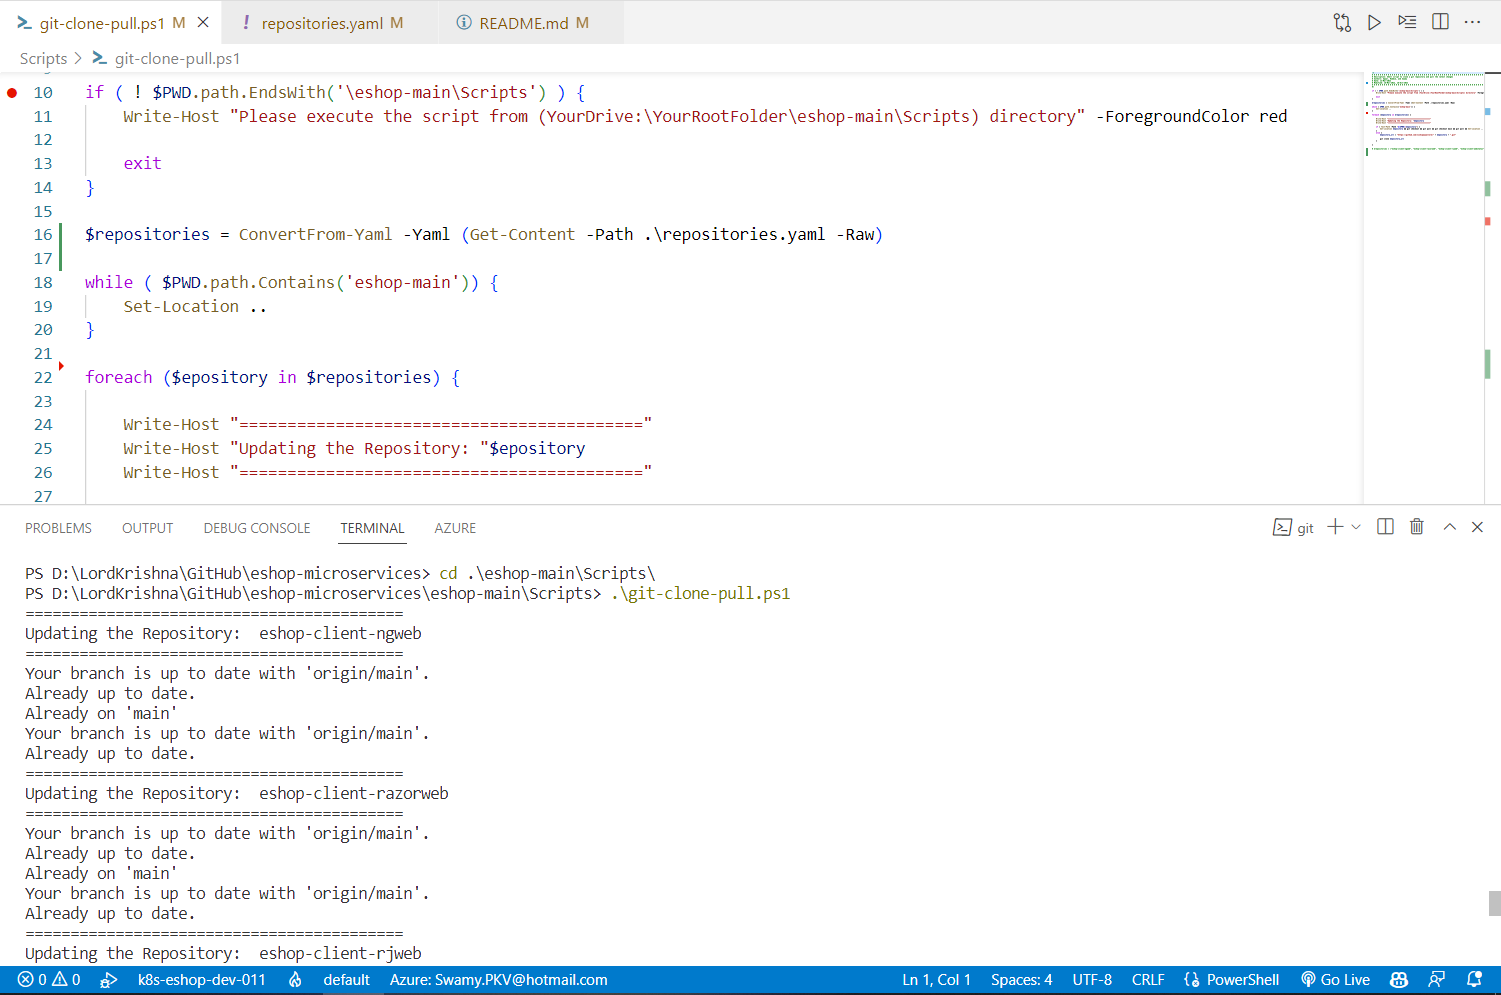 git-clone-pull.ps1 M
! repositories.yaml M
README.md M
Scripts > git-clone-pull.ps1
10 if ( ! $PWD.path.EndsWith('\eshop-main\Scripts') ) {
11 Write-Host "Please execute the script from (YourDrive:\YourRootFolder\eshop-main\Scripts) directory" -ForegroundColor red
12
13 exit
14 }
15
16 $repositories = ConvertFrom-Yaml -Yaml (Get-Content -Path .\repositories.yaml -Raw)
17
18 while ( $PWD.path.Contains('eshop-main')) {
19 Set-Location ..
20 }
21
22 foreach ($epository in $repositories) {
23
24 Write-Host "=========================================="
25 Write-Host "Updating the Repository: "$epository
26 Write-Host "=========================================="
27
PROBLEMS OUTPUT DEBUG CONSOLE TERMINAL AZURE
git
PS D:\LordKrishna\GitHub\eshop-microservices> cd .\eshop-main\Scripts\
PS D:\LordKrishna\GitHub\eshop-microservices\eshop-main\Scripts> .\git-clone-pull.ps1
==========================================
Updating the Repository:  eshop-client-ngweb
==========================================
Your branch is up to date with 'origin/main'.
Already up to date.
Already on 'main'
Your branch is up to date with 'origin/main'.
Already up to date.
==========================================
Updating the Repository:  eshop-client-razorweb
==========================================
Your branch is up to date with 'origin/main'.
Already up to date.
Already on 'main'
Your branch is up to date with 'origin/main'.
Already up to date.
==========================================
Updating the Repository:  eshop-client-rjweb
0 0 k8s-eshop-dev-011 default Azure: Swamy.PKV@hotmail.com Ln 1, Col 1 Spaces: 4 UTF-8 CRLF PowerShell Go Live